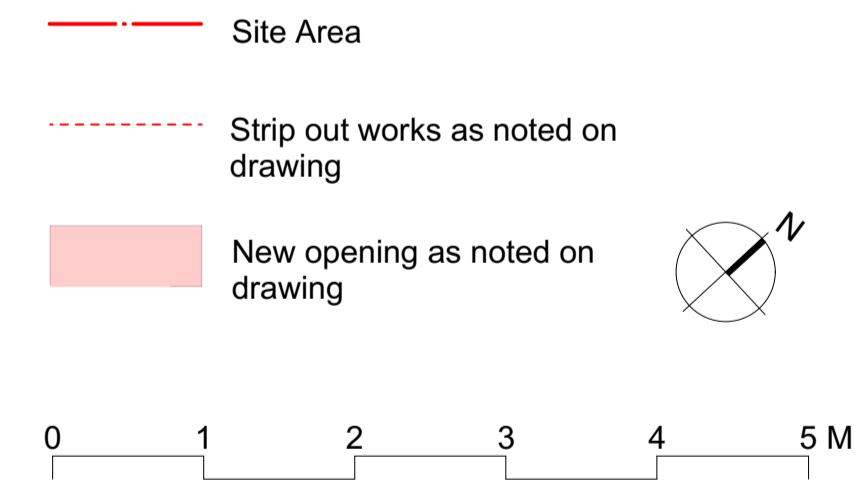 Site Area
Strip out works as noted on
drawing
New opening as noted on
drawing
N
0 1 2 3 4 5 M